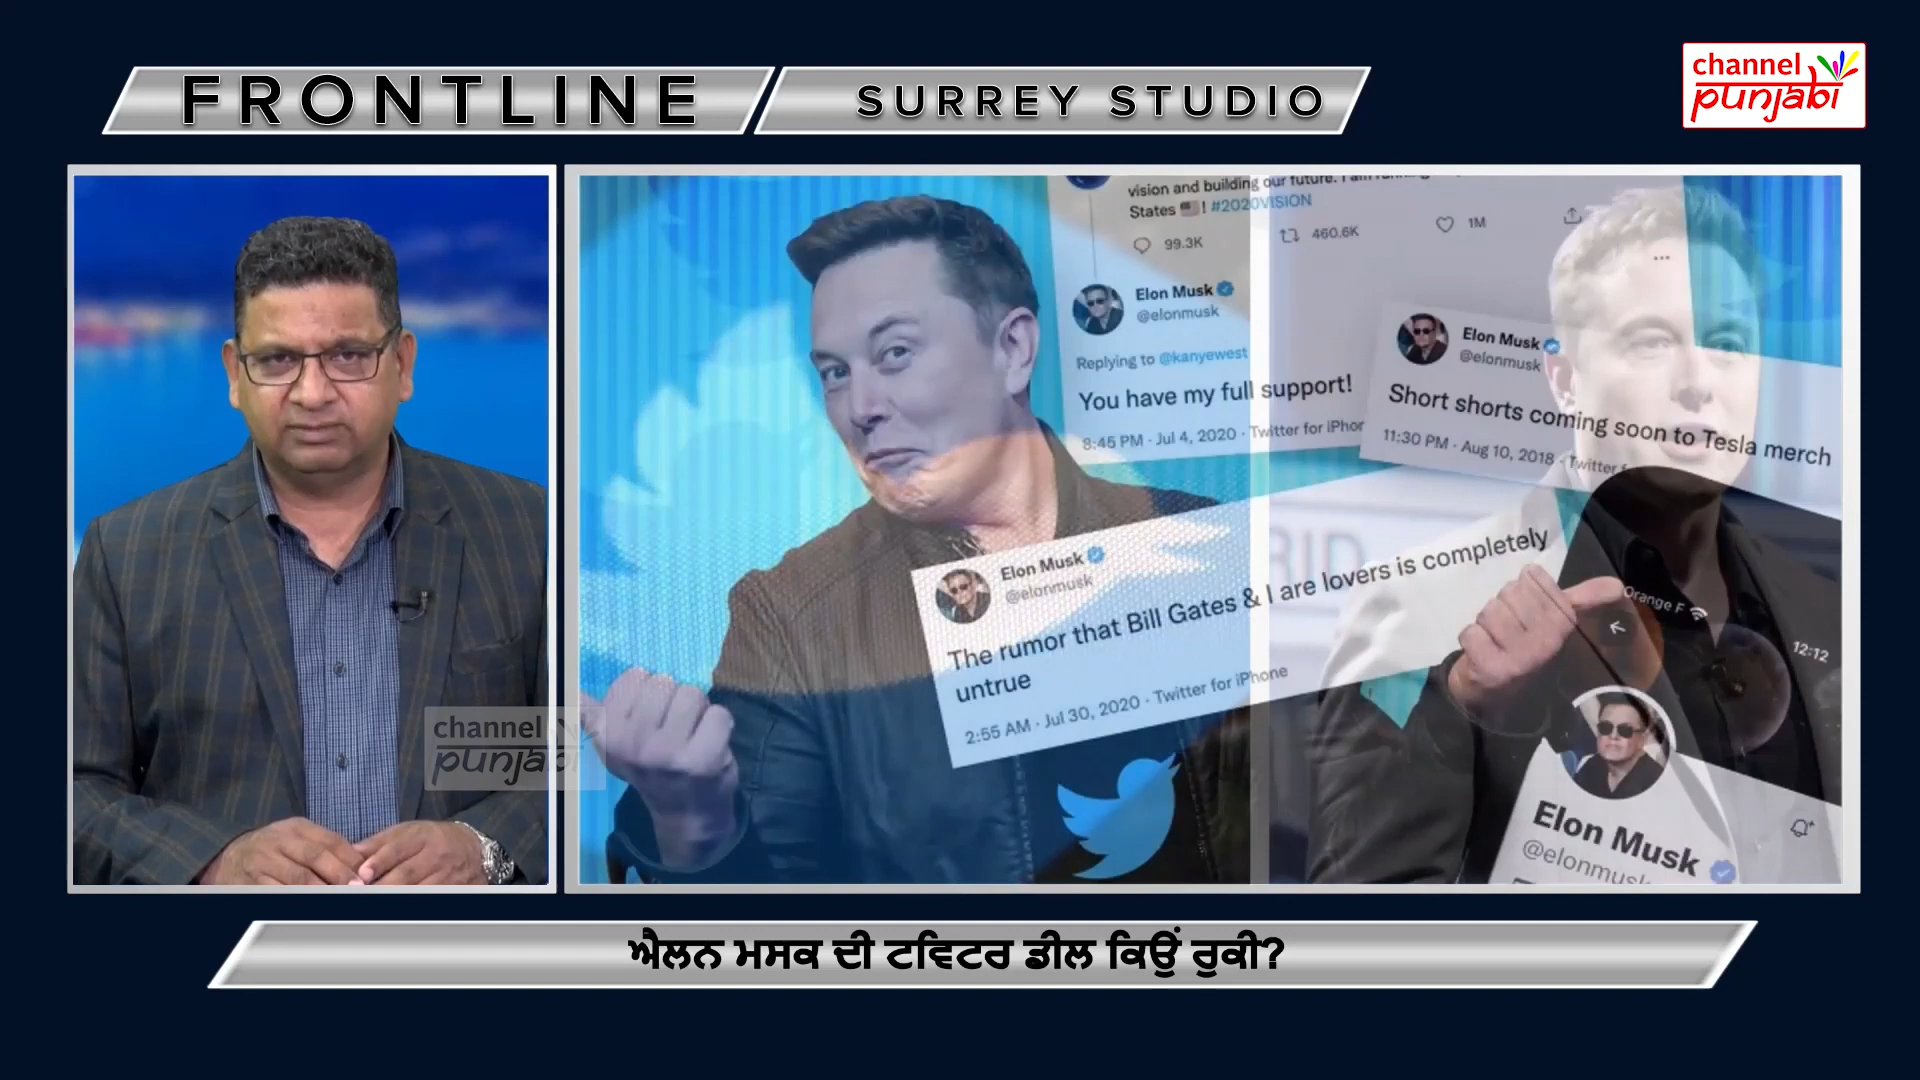 FRONTLINE
SURREY STUDIO
channel
punjabi
vision and building our future.
States 🇺🇸! #2020VISION
99.3K
460.6K
1M
Elon Musk
@elonmusk
Replying to @kanyewest
You have my full support!
8:45 PM · Jul 4, 2020 · Twitter for iPhon
Elon Musk
@elonmusk
Short shorts coming soon to Tesla merch
11:30 PM · Aug 10, 2018 · Twitter
Elon Musk
@elonmusk
The rumor that Bill Gates & I are lovers is completely
untrue
2:55 AM · Jul 30, 2020 · Twitter for iPhone
Orange F
12:12
Elon Musk
@elonmusk
channel
punjabi
ਐਲਨ ਮਸਕ ਦੀ ਟਵਿਟਰ ਡੀਲ ਕਿਉਂ ਰੁਕੀ?